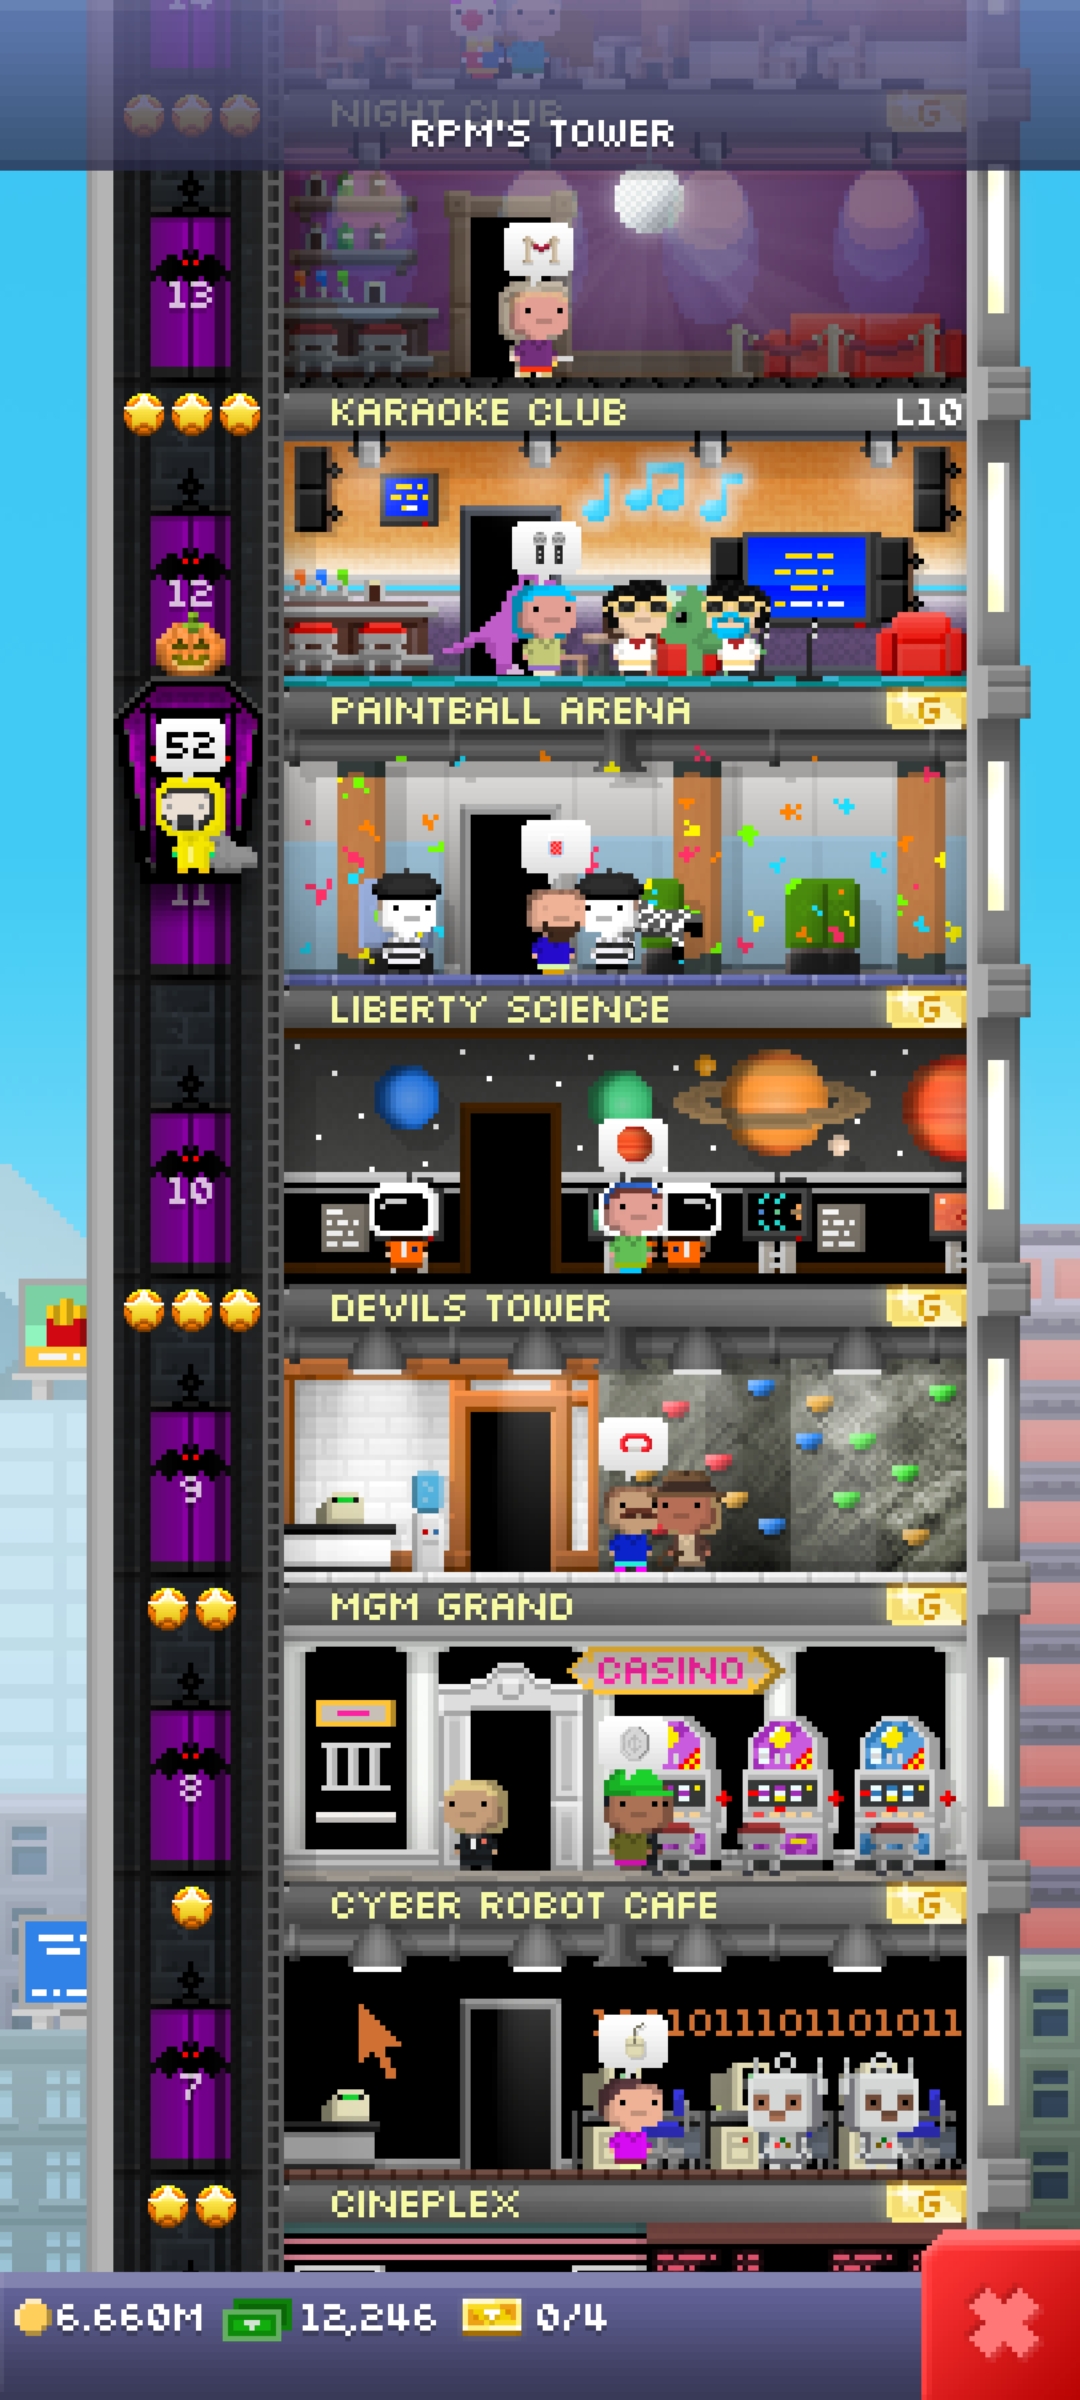 14
NIGHT CLUB
G
RPM'S TOWER
13
KARAOKE CLUB
L10
12
PAINTBALL ARENA
G
52
11
LIBERTY SCIENCE
G
10
DEVILS TOWER
G
9
MGM GRAND
G
CASINO
8
CYBER ROBOT CAFE
G
1011101101011
7
CINEPLEX
G
6.660M
12,246
0/4